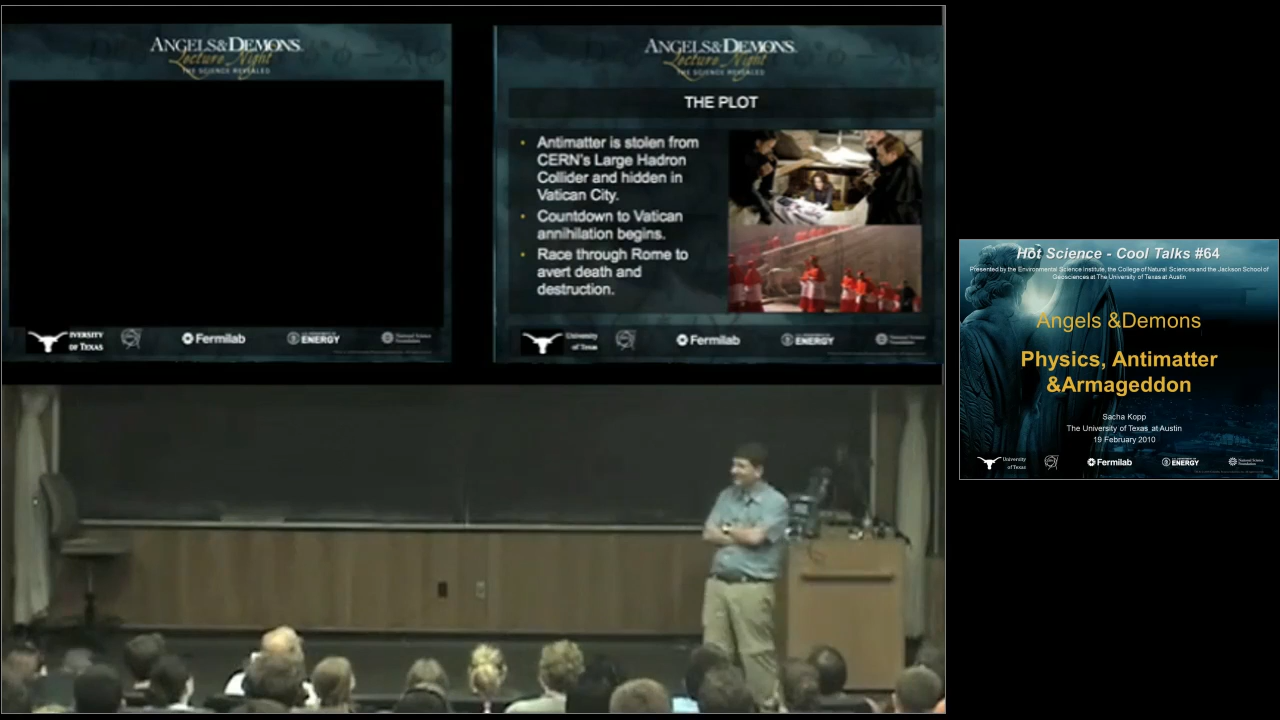 ANGELS & DEMONS
Lecture Night
THE SCIENCE REVEALED
IVERSITY
OF TEXAS
Fermilab
ENERGY
National Science
Foundation
ANGELS & DEMONS
Lecture Night
THE SCIENCE REVEALED
THE PLOT
• Antimatter is stolen from
CERN's Large Hadron
Collider and hidden in
Vatican City.
• Countdown to Vatican
annihilation begins.
• Race through Rome to
avert death and
destruction.
University
of Texas
Fermilab
ENERGY
National Science
Foundation
Hot Science - Cool Talks #64
Presented by the Environmental Science Institute, the College of Natural Sciences and the Jackson School of
Geosciences at The University of Texas at Austin
Angels &Demons
Physics, Antimatter
&Armageddon
Sacha Kopp
The University of Texas at Austin
19 February 2010
University
of Texas
Fermilab
ENERGY
National Science
Foundation